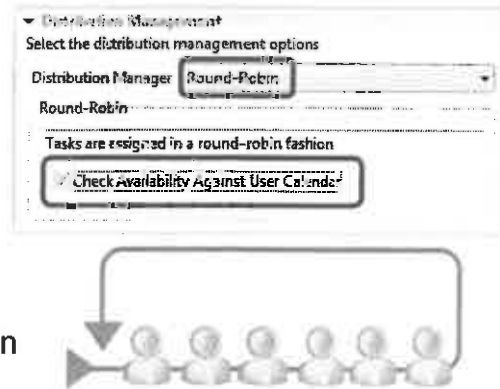 Distribution Management
Select the distribution management options
Distribution Manager Round-Robin
Round-Robin
Tasks are assigned in a round-robin fashion
Check Availability Against User Calendar
n